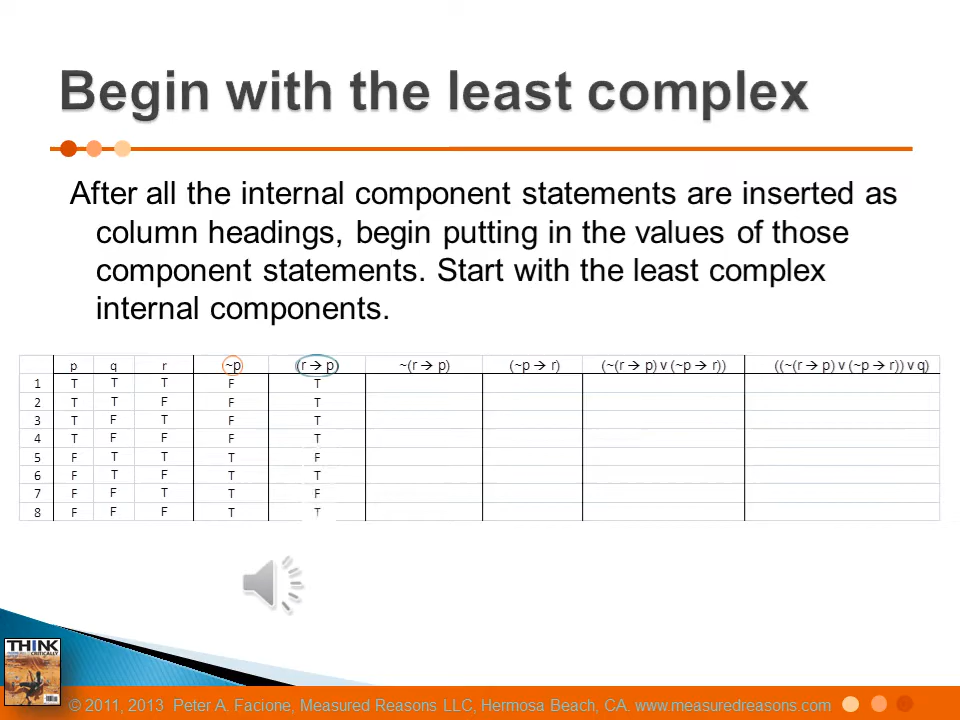 Begin with the least complex
After all the internal component statements are inserted as
column headings, begin putting in the values of those
component statements. Start with the least complex
internal components.
p q r ~p (r → p) ~(r → p) (~p → r) (~(r → p) v (~p → r)) ((~(r → p) v (~p → r)) v q)
1 T T T F T
2 T T F F T
3 T F T F T
4 T F F F T
5 F T T T F
6 F T F T T
7 F F T T F
8 F F F T T
THINK
CRITICALLY
© 2011, 2013 Peter A. Facione, Measured Reasons LLC, Hermosa Beach, CA. www.measuredreasons.com